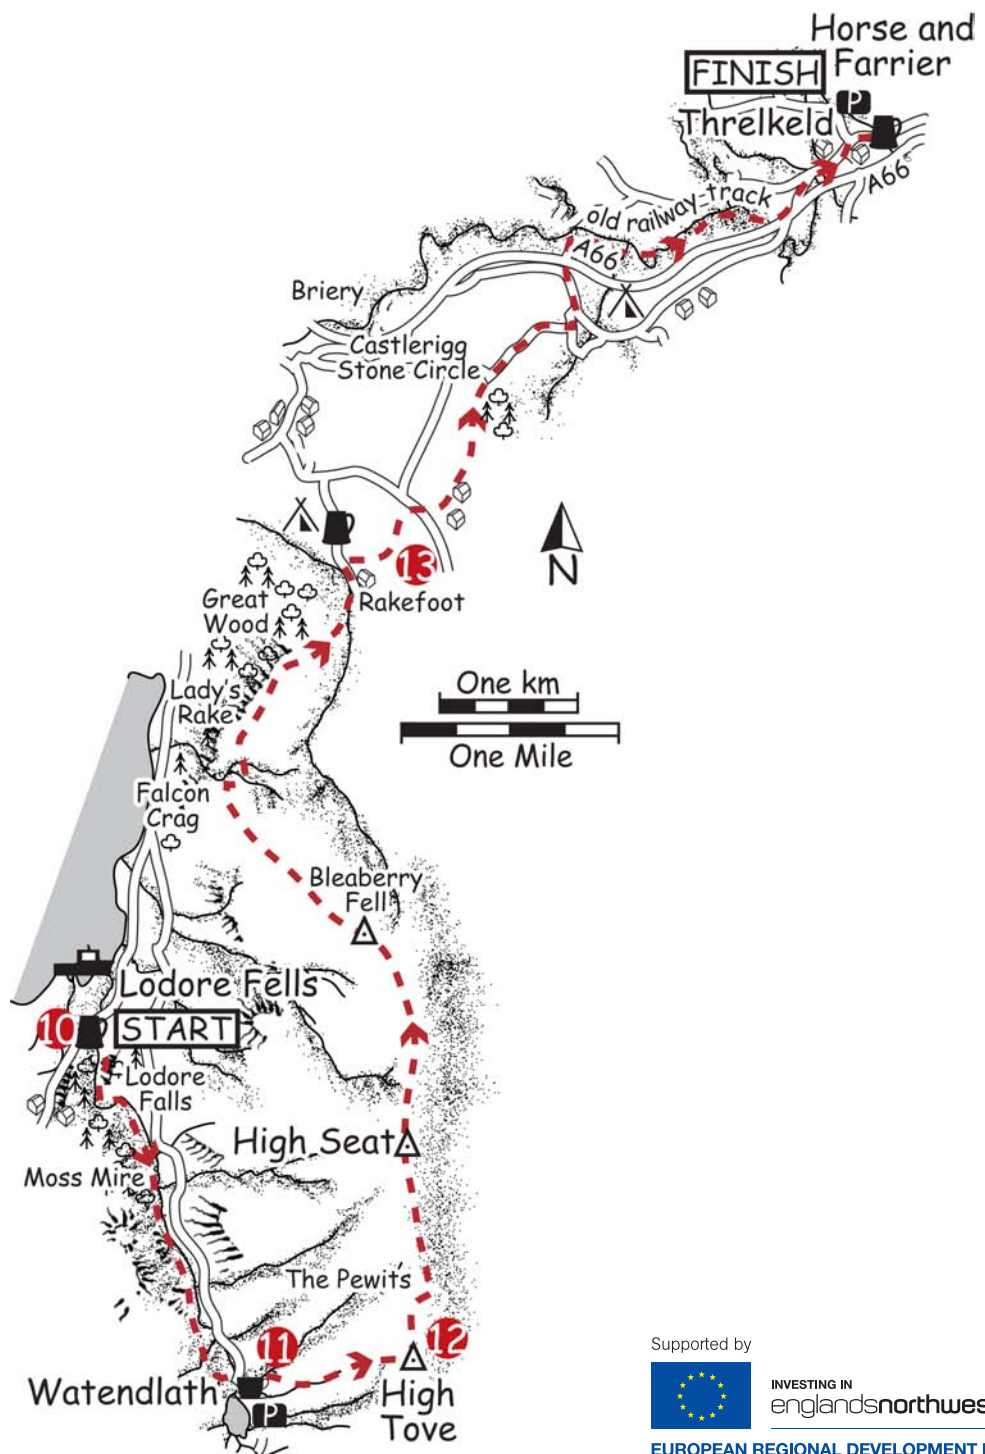 Horse and
Farrier
FINISH
P
Threlkeld
A66
old railway track
A66
Briery
Castlerigg
Stone Circle
13
N
Rakefoot
Great
Wood
One km
Lady's
Rake
One Mile
Falcon
Crag
Bleaberry
Fell
Lodore Fells
10
START
Lodore
Falls
High Seat
Moss Mire
The Pewits
11
12
Watendlath
P
High
Tove
Supported by
INVESTING IN
englandsnorthwes
EUROPEAN REGIONAL DEVELOPMENT